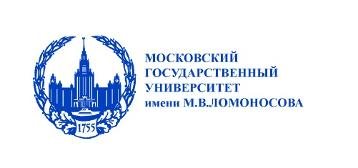 МОСКОВСКИЙ
ГОСУДАРСТВЕННЫЙ
УНИВЕРСИТЕТ
имени М.В.ЛОМОНОСОВА
1755